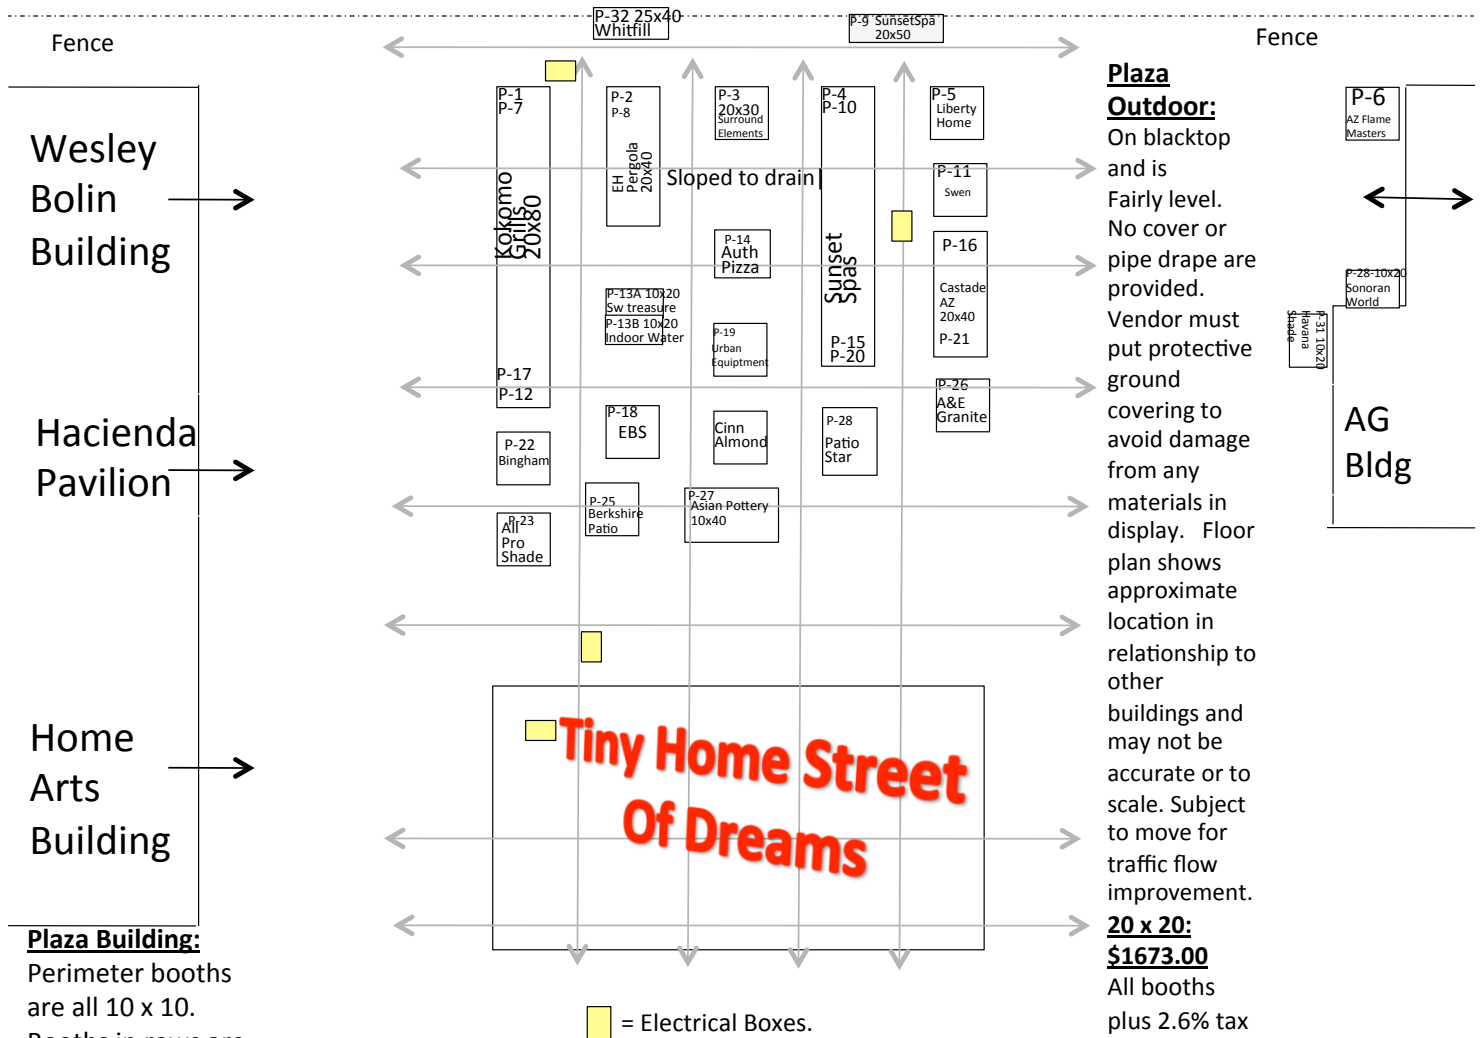 P-32 25x40
Whitfill
P-9 SunsetSpa
20x50
Fence
Fence
Wesley
Bolin
Building
Hacienda
Pavilion
Home
Arts
Building
Plaza Building:
Perimeter booths
are all 10 x 10.
P-1
P-7
Kokomo
Grills
20x80
P-17
P-12
P-2
P-8
EH
Pergola
20x40
P-3
20x30
Surround
Elements
Sloped to drain
P-4
P-10
Sunset
Spas
P-15
P-20
P-5
Liberty
Home
P-11
Swen
P-14
Auth
Pizza
P-16
Castade
AZ
20x40
P-21
P-13A 10x20
Sw treasure
P-13B 10x20
Indoor Water
P-19
Urban
Equiptment
P-26
A&E
Granite
P-18
EBS
Cinn
Almond
P-28
Patio
Star
P-22
Bingham
P-25
Berkshire
Patio
P-27
Asian Pottery
10x40
P-23
All
Pro
Shade
Tiny Home Street
Of Dreams
= Electrical Boxes.
Plaza
Outdoor:
On blacktop
and is
Fairly level.
No cover or
pipe drape are
provided.
Vendor must
put protective
ground
covering to
avoid damage
from any
materials in
display. Floor
plan shows
approximate
location in
relationship to
other
buildings and
may not be
accurate or to
scale. Subject
to move for
traffic flow
improvement.
20 x 20:
$1673.00
All booths
plus 2.6% tax
P-6
AZ Flame
Masters
P-28-10x20
Sonoran
World
P-31 10x20
Havana
Shade
AG
Bldg